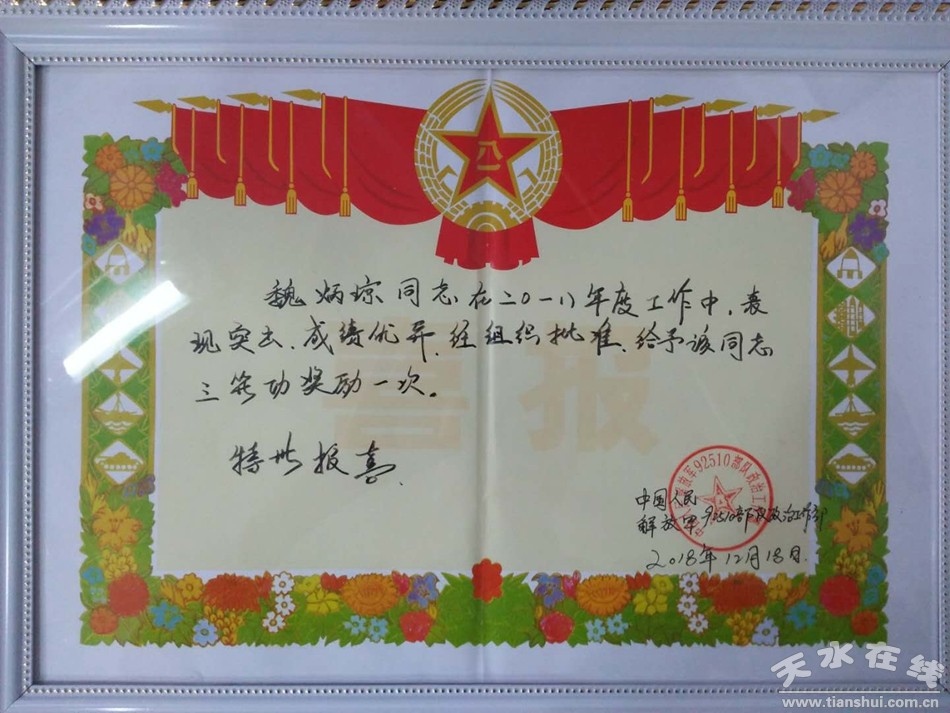 八一
魏炳琼同志在二〇一八年度工作中、表
现突出、成绩优异、经组织批准、给予该同志
三等功奖励一次。
喜报
特此报喜.
中国人民
解放军92510部队政治工作部
2018年12月18日.
天水在线
www.tianshui.com.cn